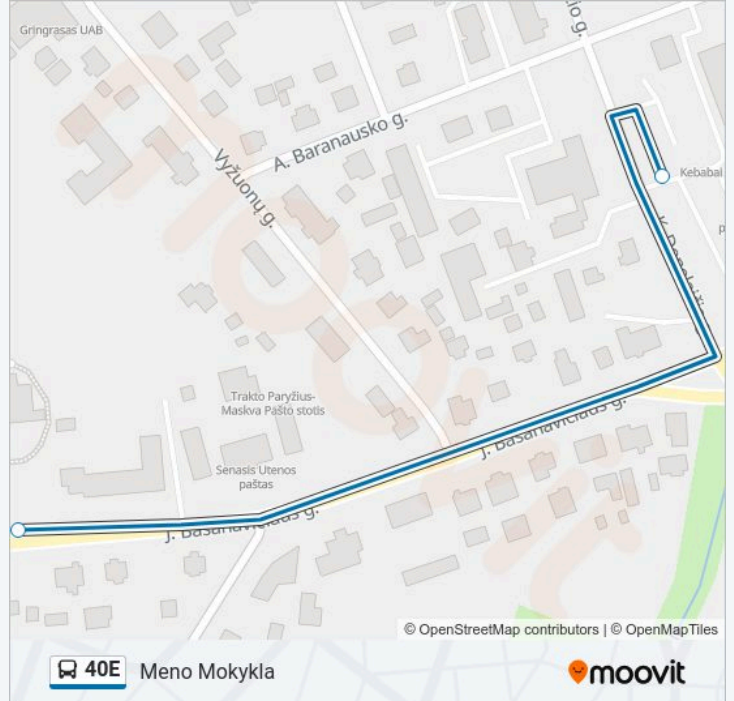 Gringrasas UAB
A. Baranausko g.
Vyžuonų g.
Kebabai
Trakto Paryžius-
Maskva Pašto stotis
Senasis Utenos
paštas
J. Basanavičiaus g.
J. Basanavičiaus g.
© OpenStreetMap contributors | © OpenMapTiles
40E Meno Mokykla
moovit